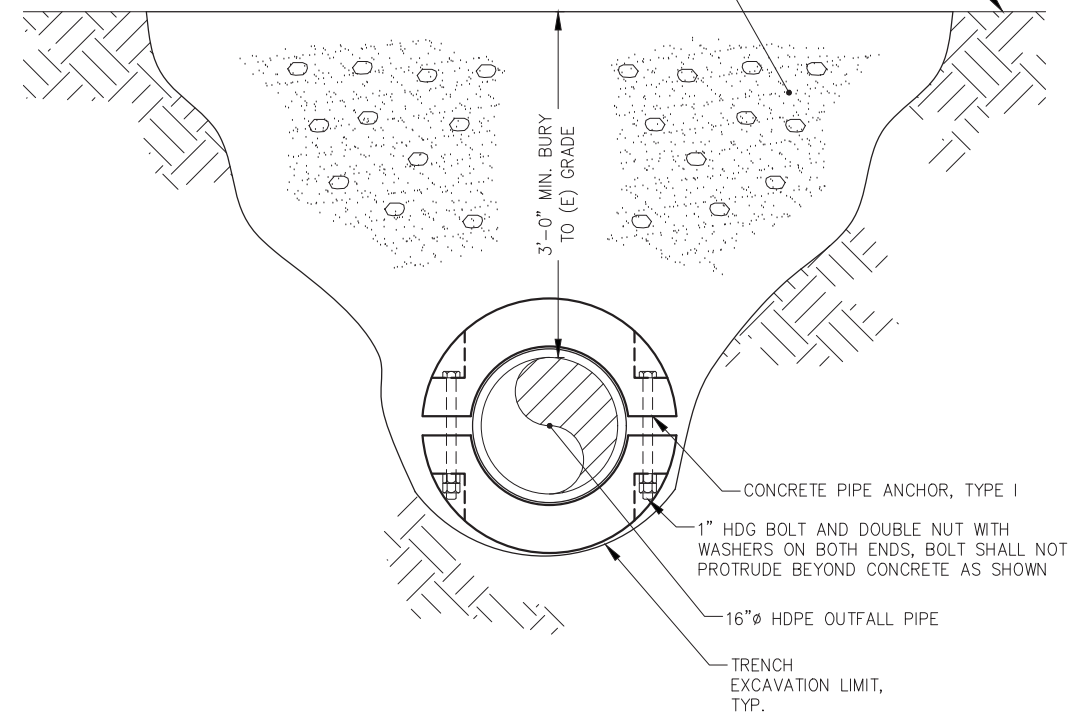 3'-0" MIN. BURY
TO (E) GRADE
CONCRETE PIPE ANCHOR, TYPE I
1" HDG BOLT AND DOUBLE NUT WITH
WASHERS ON BOTH ENDS, BOLT SHALL NOT
PROTRUDE BEYOND CONCRETE AS SHOWN
16"ø HDPE OUTFALL PIPE
TRENCH
EXCAVATION LIMIT,
TYP.